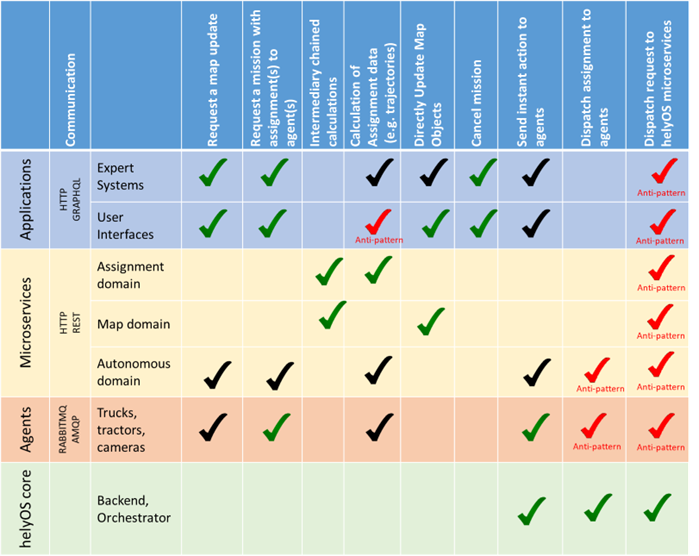 Communication
Request a map update
Request a mission with
assignment(s) to
agent(s)
Intermediary chained
calculations
Calculation of
Assignment data
(e.g. trajectories)
Directly Update Map
Objects
Cancel mission
Send instant action to
agents
Dispatch assignment to
agents
Dispatch request to
helyOS microservices
Applications
HTTP
GRAPHQL
Expert
Systems
Anti-pattern
User
Interfaces
Anti-pattern
Anti-pattern
Microservices
HTTP
REST
Assignment
domain
Anti-pattern
Map domain
Anti-pattern
Autonomous
domain
Anti-pattern
Anti-pattern
Agents
RABBITMQ
AMQP
Trucks,
tractors,
cameras
Anti-pattern
Anti-pattern
helyOS core
Backend,
Orchestrator